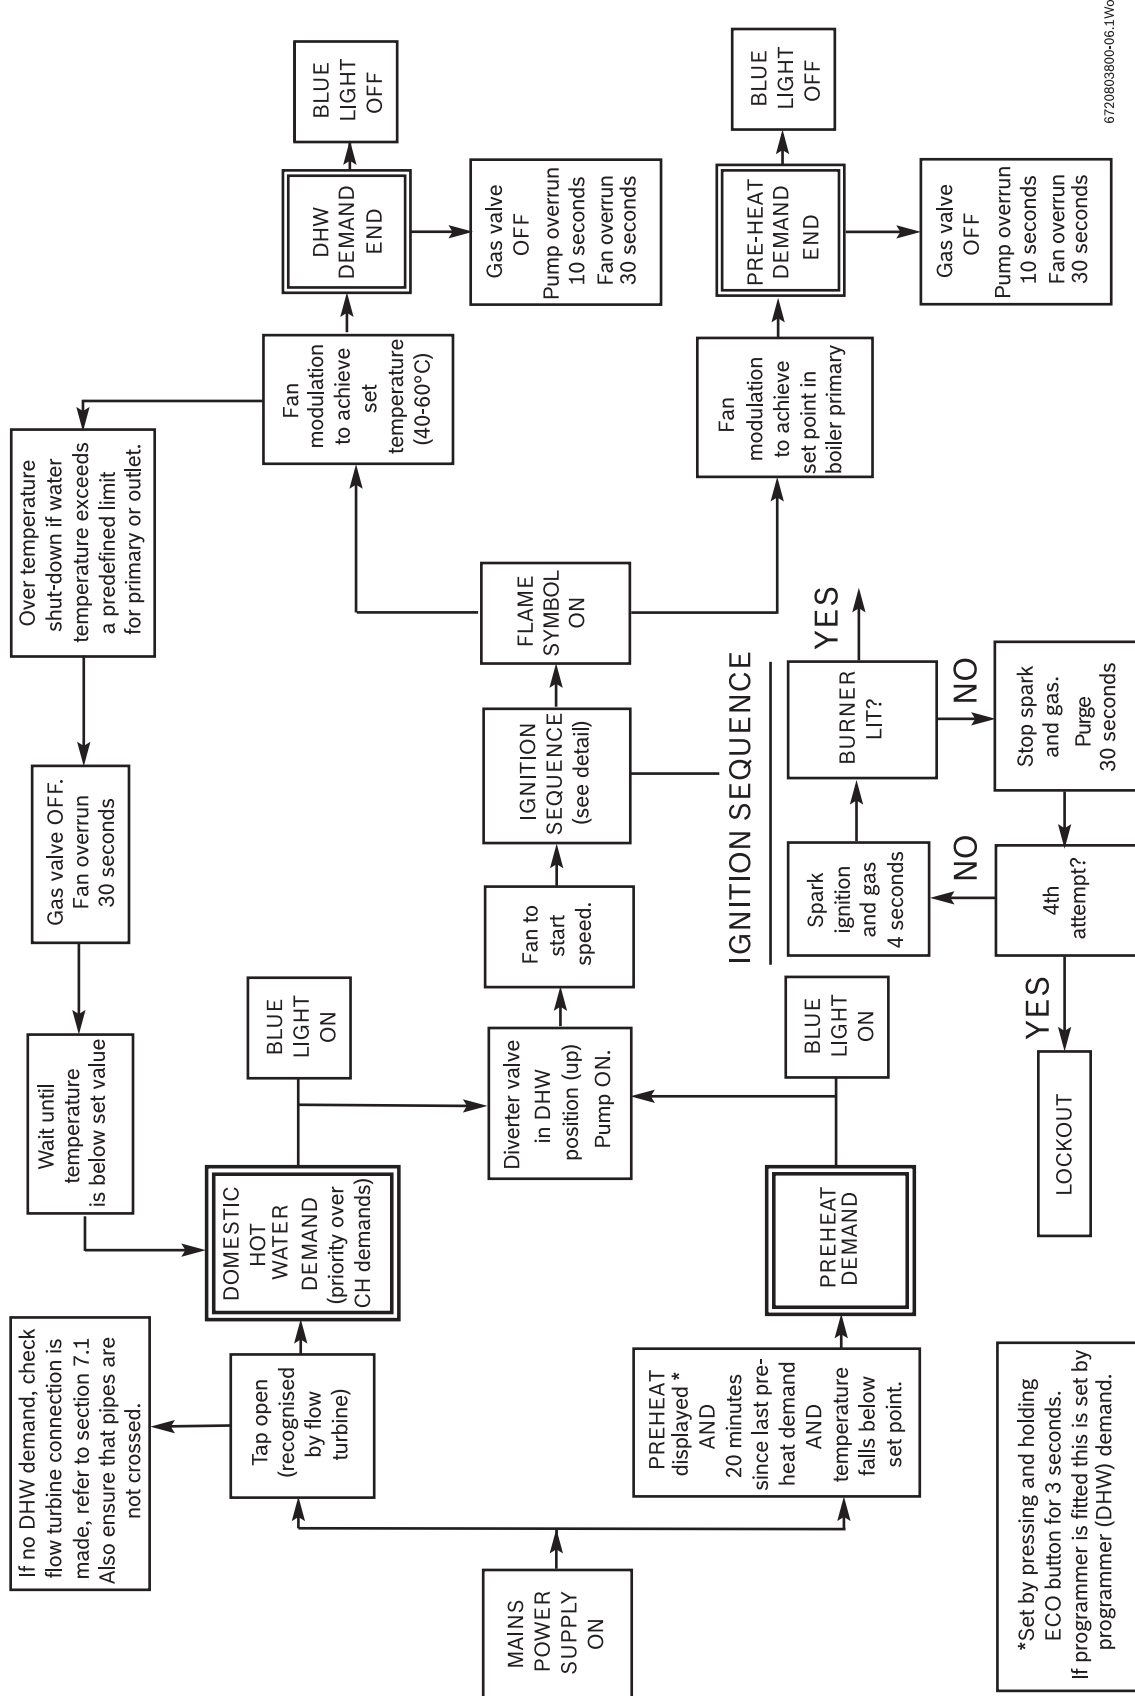 MAINS
POWER
SUPPLY
ON
If no DHW demand, check
flow turbine connection is
made, refer to section 7.1
Also ensure that pipes are
not crossed.
Tap open
(recognised
by flow
turbine)
PREHEAT
displayed *
AND
20 minutes
since last pre-
heat demand
AND
temperature
falls below
set point.
*Set by pressing and holding
ECO button for 3 seconds.
If programmer is fitted this is set by
programmer (DHW) demand.
DOMESTIC
HOT
WATER
DEMAND
(priority over
CH demands)
PREHEAT
DEMAND
BLUE
LIGHT
ON
BLUE
LIGHT
ON
Diverter valve
in DHW
position (up)
Pump ON.
Fan to
start
speed.
IGNITION
SEQUENCE
(see detail)
FLAME
SYMBOL
ON
Wait until
temperature
is below set value
Gas valve OFF.
Fan overrun
30 seconds
Over temperature
shut-down if water
temperature exceeds
a predefined limit
for primary or outlet.
Fan
modulation
to achieve
set
temperature
(40-60°C)
DHW
DEMAND
END
BLUE
LIGHT
OFF
Gas valve
OFF
Pump overrun
10 seconds
Fan overrun
30 seconds
Fan
modulation
to achieve
set point in
boiler primary
PRE-HEAT
DEMAND
END
BLUE
LIGHT
OFF
Gas valve
OFF
Pump overrun
10 seconds
Fan overrun
30 seconds
IGNITION SEQUENCE
Spark
ignition
and gas
4 seconds
BURNER
LIT?
YES
NO
Stop spark
and gas.
Purge
30 seconds
4th
attempt?
NO
YES
LOCKOUT
6720803800-06.1Wo